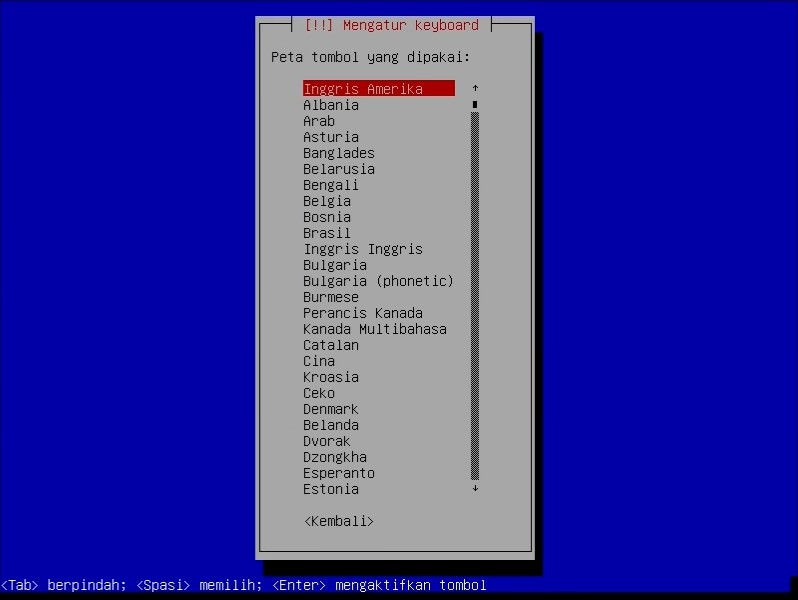 [!!] Mengatur keyboard
Peta tombol yang dipakai:
Inggris Amerika
Albania
Arab
Asturia
Banglades
Belarusia
Bengali
Belgia
Bosnia
Brasil
Inggris Inggris
Bulgaria
Bulgaria (phonetic)
Burmese
Perancis Kanada
Kanada Multibahasa
Catalan
Cina
Kroasia
Ceko
Denmark
Belanda
Dvorak
Dzongkha
Esperanto
Estonia
<Kembali>
<Tab> berpindah; <Spasi> memilih; <Enter> mengaktifkan tombol